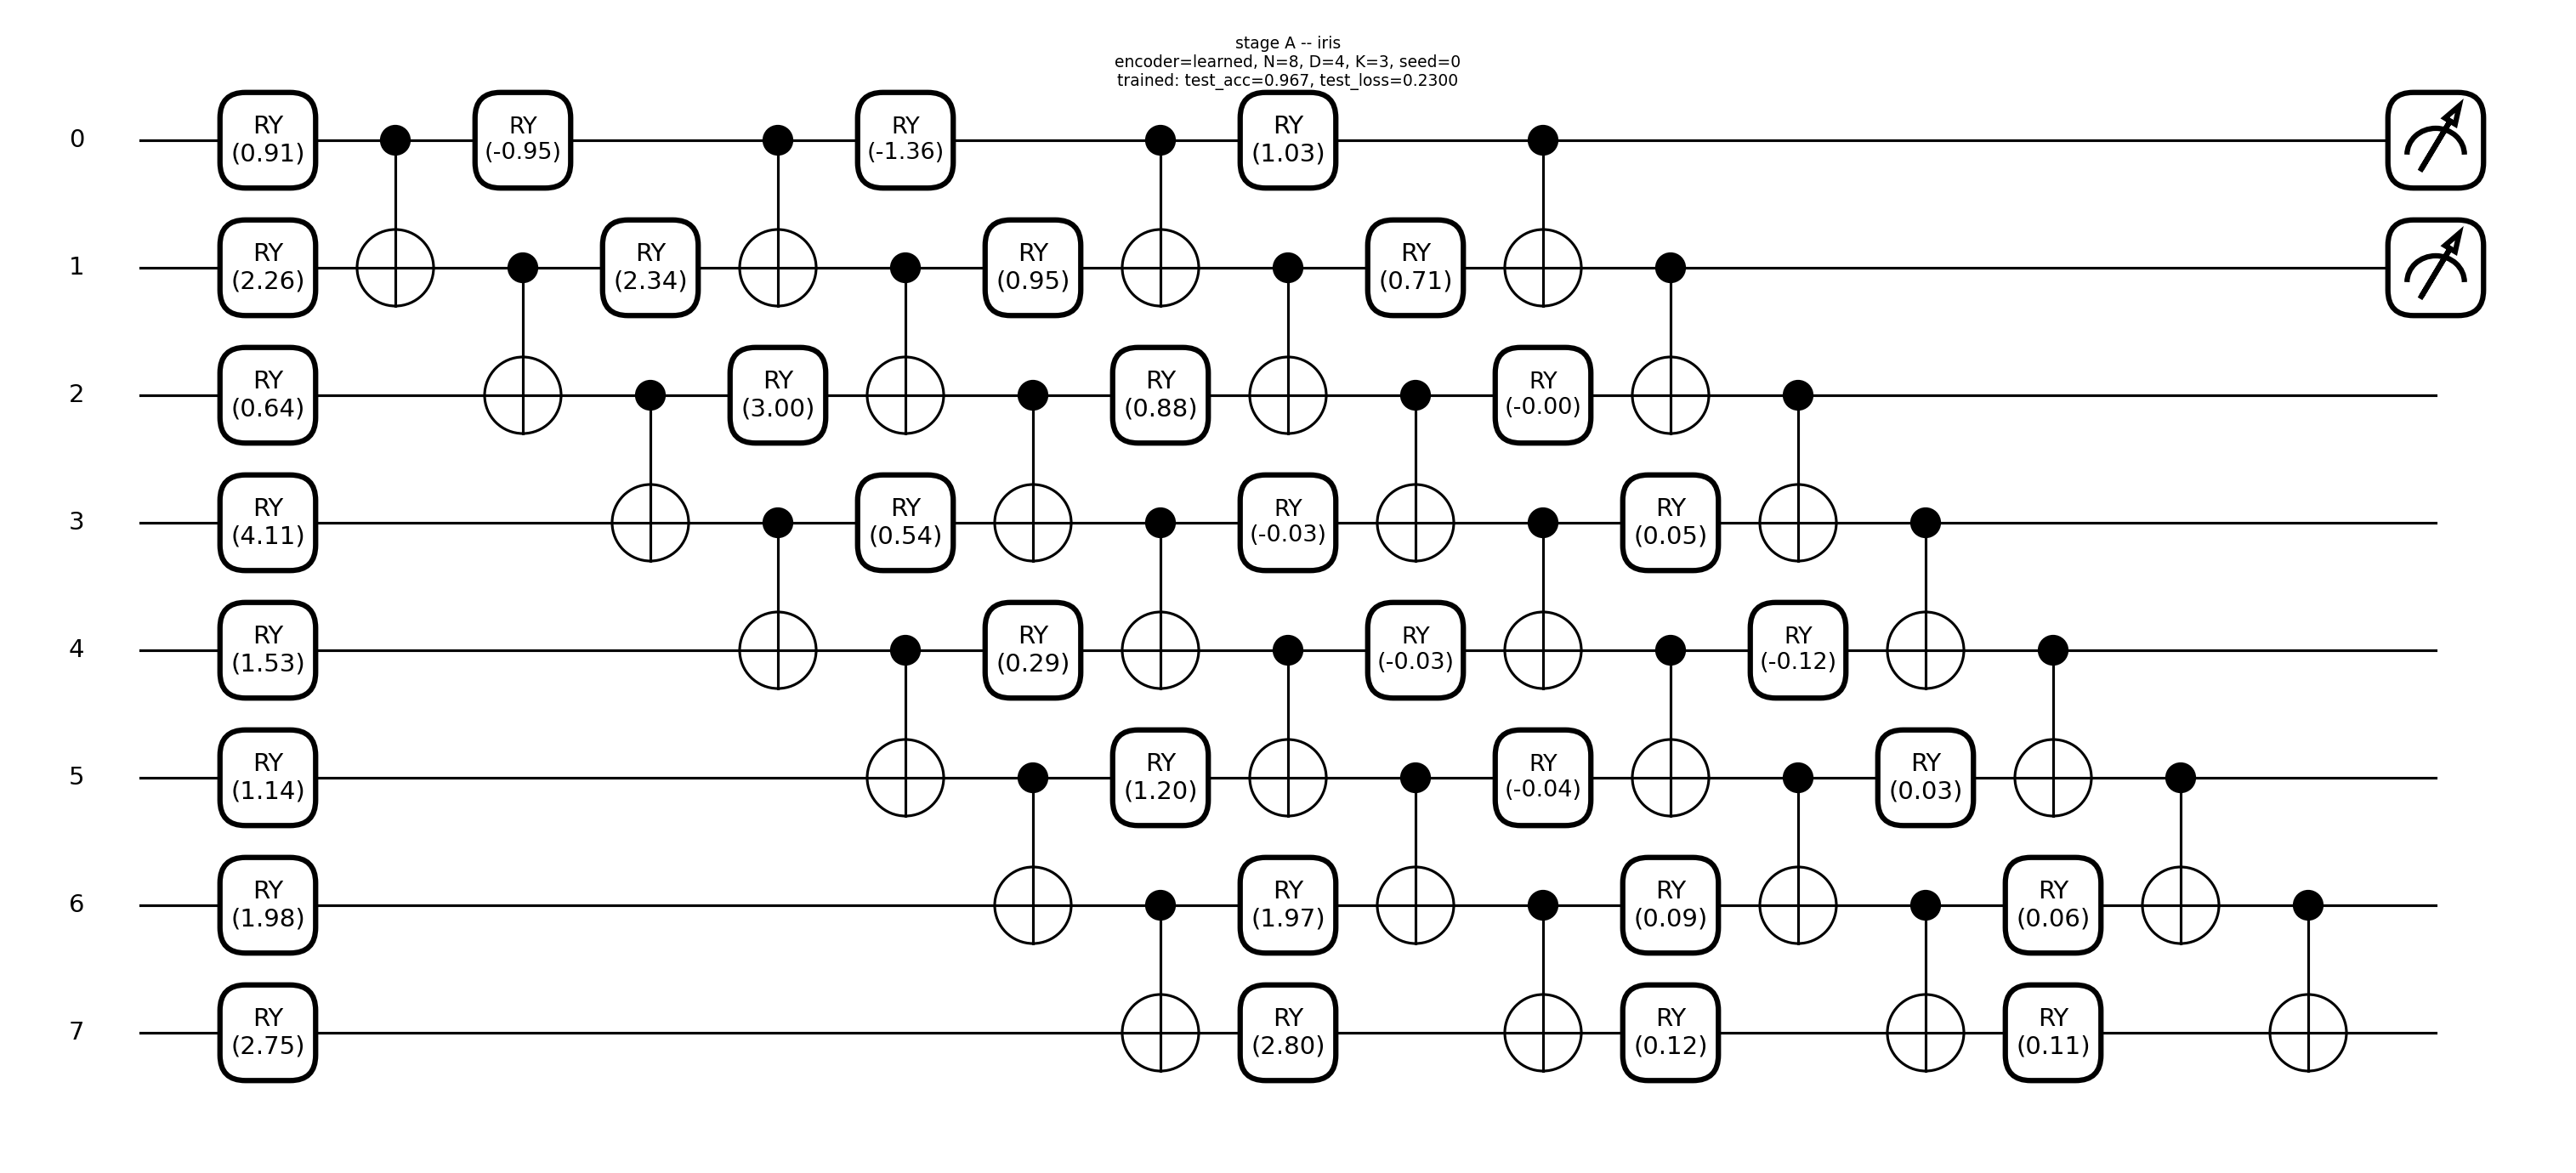 stage A -- iris
encoder=learned, N=8, D=4, K=3, seed=0
trained: test_acc=0.967, test_loss=0.2300
0
RY
(0.91)
RY
(-0.95)
RY
(-1.36)
RY
(1.03)
1
RY
(2.26)
RY
(2.34)
RY
(0.95)
RY
(0.71)
2
RY
(0.64)
RY
(3.00)
RY
(0.88)
RY
(-0.00)
3
RY
(4.11)
RY
(0.54)
RY
(-0.03)
RY
(0.05)
4
RY
(1.53)
RY
(0.29)
RY
(-0.03)
RY
(-0.12)
5
RY
(1.14)
RY
(1.20)
RY
(-0.04)
RY
(0.03)
6
RY
(1.98)
RY
(1.97)
RY
(0.09)
RY
(0.06)
7
RY
(2.75)
RY
(2.80)
RY
(0.12)
RY
(0.11)